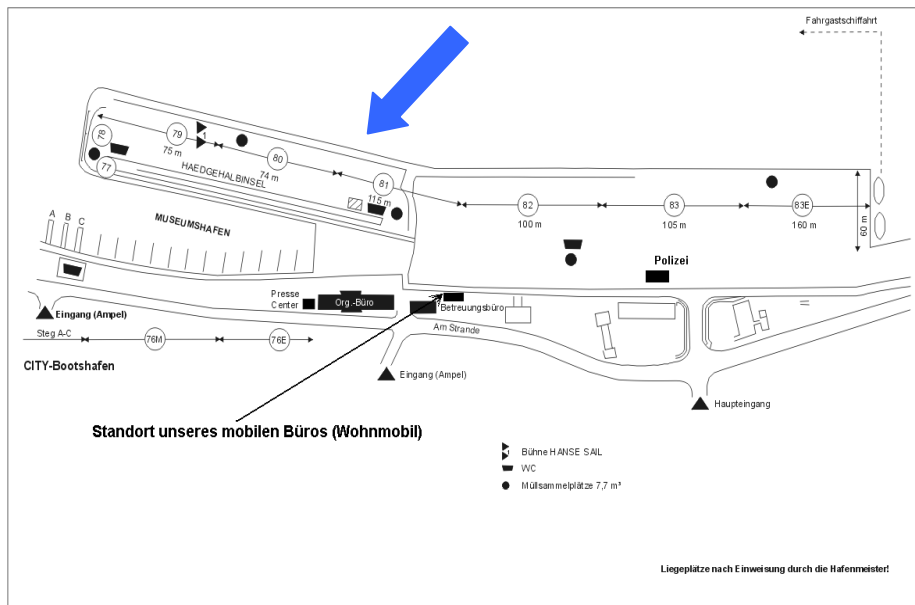 Fahrgastschiffahrt
79
75 m
1
78
77
80
74 m
HAEDGEHALBINSEL
81
115 m
82
100 m
83
105 m
83E
160 m
60 m
A
B
C
MUSEUMSHAFEN
Polizei
Presse
Center
Org.-Büro
?
Betreuungsbüro
Am Strande
Eingang (Ampel)
Steg A-C
76M
76E
CITY-Bootshafen
Eingang (Ampel)
Haupteingang
Standort unseres mobilen Büros (Wohnmobil)
1
Bühne HANSE SAIL
WC
Müllsammelplätze 7,7 m³
Liegeplätze nach Einweisung durch die Hafenmeister!